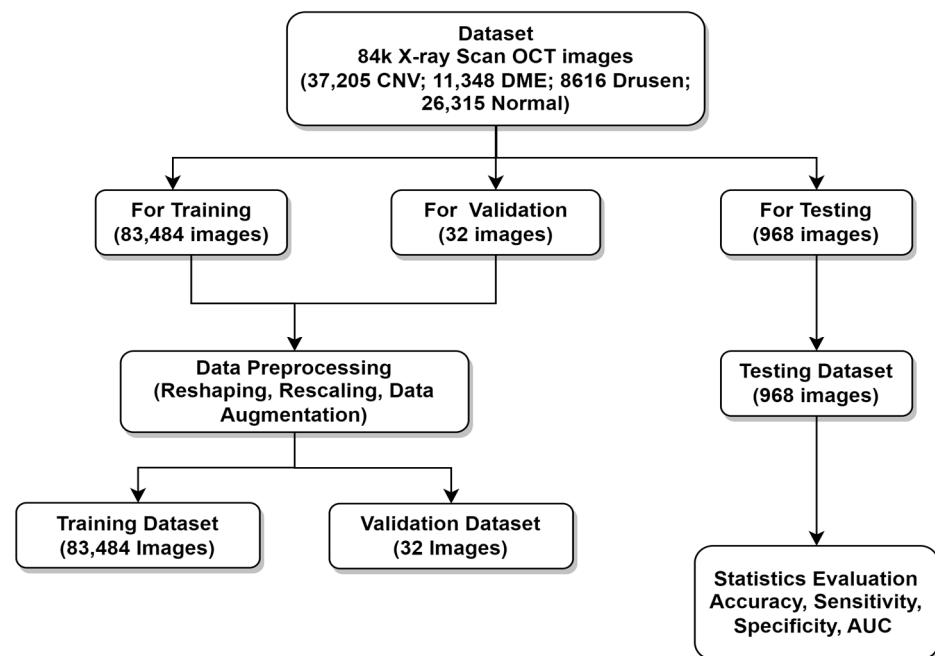 Dataset
84k X-ray Scan OCT images
(37,205 CNV; 11,348 DME; 8616 Drusen;
26,315 Normal)
For Training
(83,484 images)
For Validation
(32 images)
For Testing
(968 images)
Data Preprocessing
(Reshaping, Rescaling, Data
Augmentation)
Testing Dataset
(968 images)
Training Dataset
(83,484 Images)
Validation Dataset
(32 Images)
Statistics Evaluation
Accuracy, Sensitivity,
Specificity, AUC